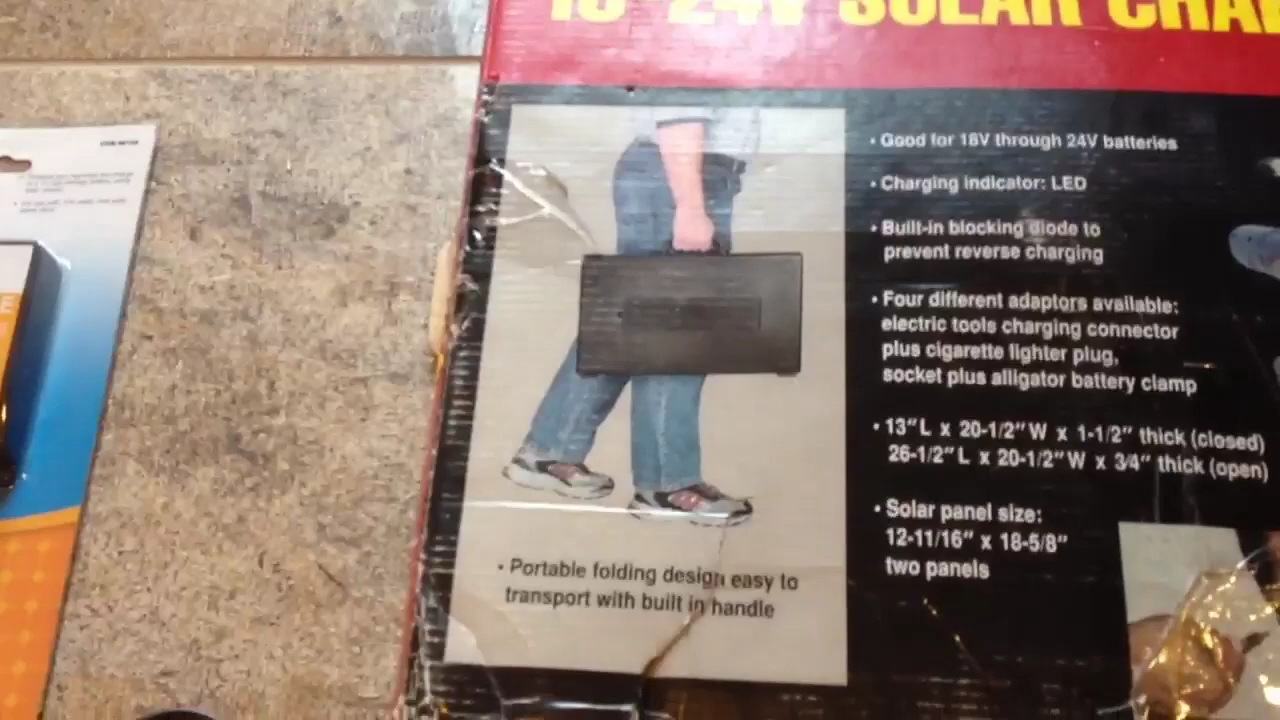 18-24V SOLAR
• Good for 18V through 24V batteries
• Charging indicator: LED
• Built-in blocking diode to
prevent reverse charging
• Four different adaptors available:
electric tools charging connector
plus cigarette lighter plug,
socket plus alligator battery clamp
• 13"L x 20-1/2"W x 1-1/2" thick (closed)
26-1/2"L x 20-1/2"W x 3/4" thick (open)
• Solar panel size:
12-11/16" x 18-5/8"
two panels
• Portable folding design easy to
transport with built in handle